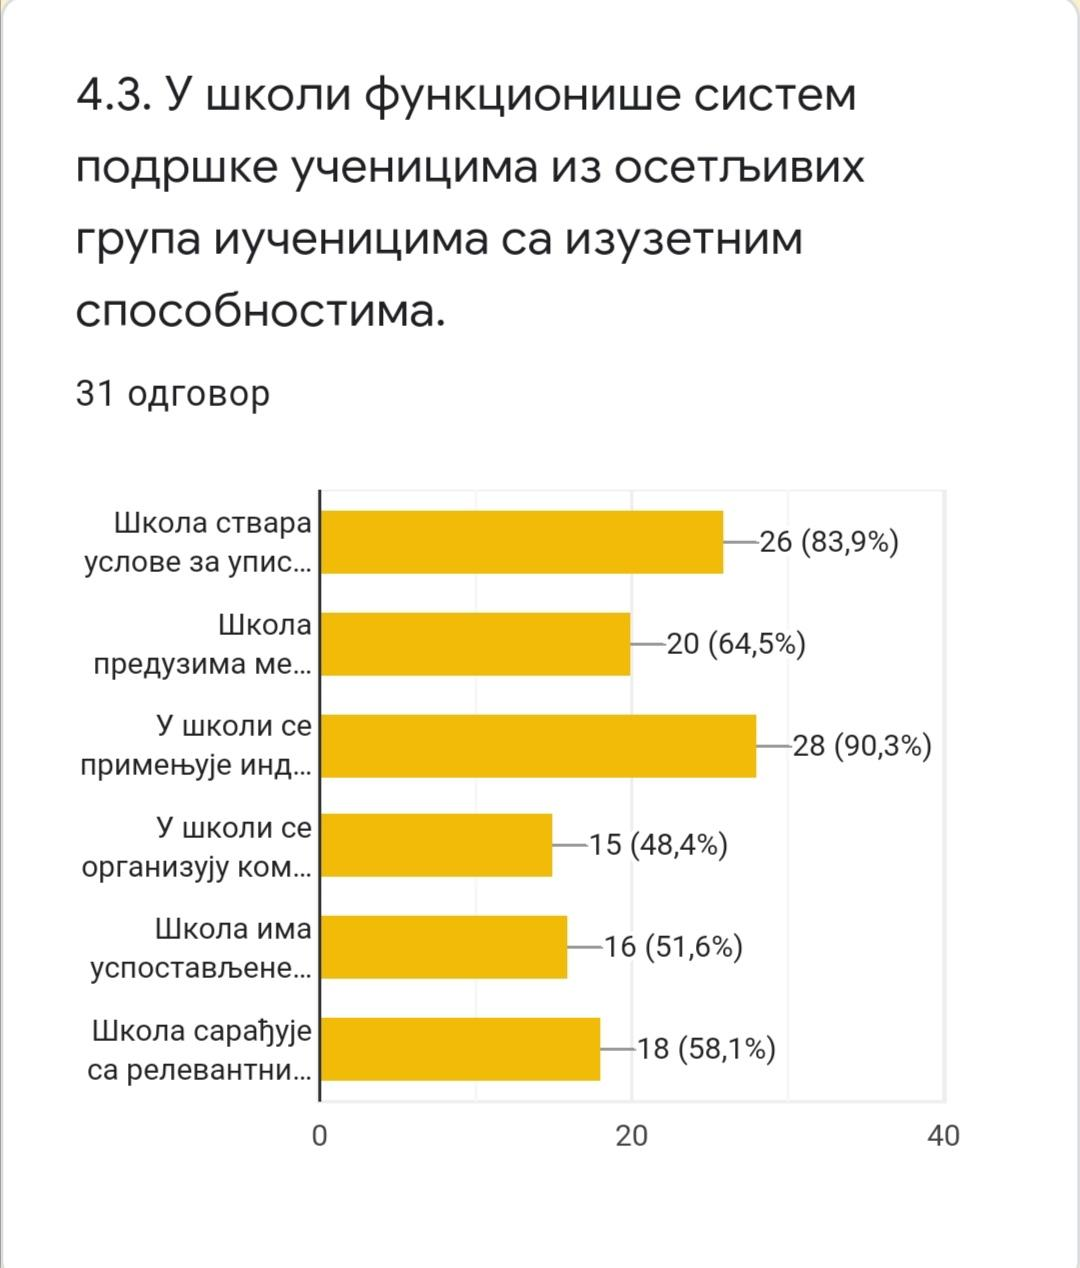 4.3. У школи функционише систем
подршке ученицима из осетљивих
група иученицима са изузетним
способностима.
31 одговор
Школа ствара
услове за упис...
26 (83,9%)
Школа
предузима ме...
20 (64,5%)
У школи се
примењује инд...
28 (90,3%)
У школи се
организују ком...
15 (48,4%)
Школа има
успостављене...
16 (51,6%)
Школа сарађује
са релевантни...
18 (58,1%)
0
20
40